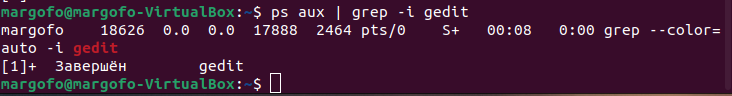 margofo@margofo-VirtualBox:~$ ps aux | grep -i gedit
margofo    18626  0.0  0.0  17888  2464 pts/0    S+   00:08   0:00 grep --color=
auto -i gedit
[1]+  Завершён        gedit
margofo@margofo-VirtualBox:~$